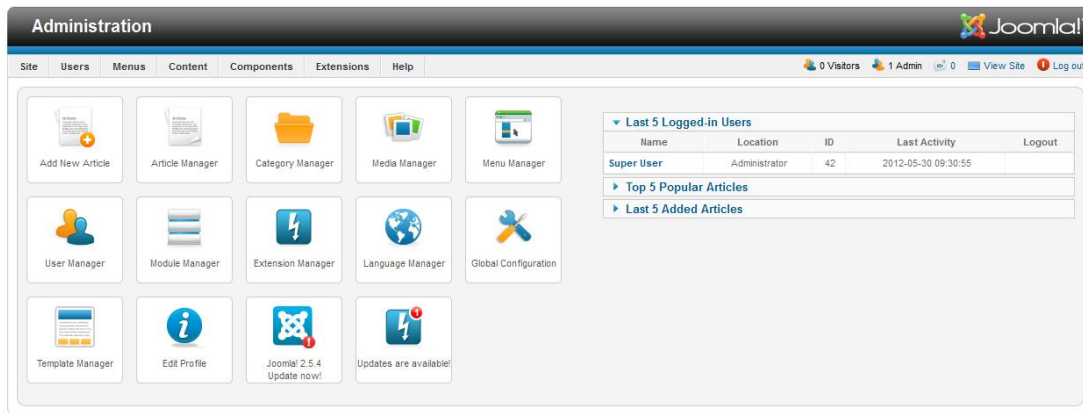 Administration
Joomla!
Site Users Menus Content Components Extensions Help
0 Visitors 1 Admin 0 View Site Log out
Add New Article
Article Manager
Category Manager
Media Manager
Menu Manager
User Manager
Module Manager
Extension Manager
Language Manager
Global Configuration
Template Manager
Edit Profile
Joomla! 2.5.4
Update now!
Updates are available!
Last 5 Logged-in Users
Name Location ID Last Activity Logout
Super User Administrator 42 2012-05-30 09:30:55
Top 5 Popular Articles
Last 5 Added Articles